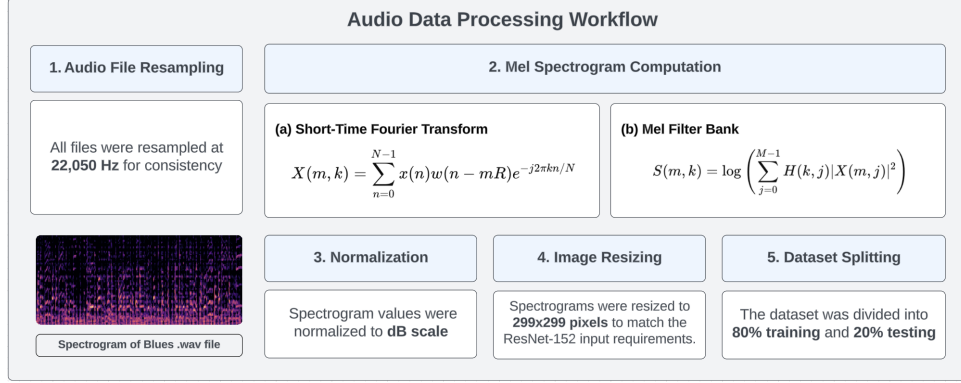 Audio Data Processing Workflow
1. Audio File Resampling
All files were resampled at
22,050 Hz for consistency
2. Mel Spectrogram Computation
(a) Short-Time Fourier Transform
X(m, k) = \sum_{n=0}^{N-1} x(n)w(n − mR)e^{−j2πkn/N}
(b) Mel Filter Bank
S(m, k) = log ( \sum_{j=0}^{M-1} H(k, j)|X(m, j)|^2 )
Spectrogram of Blues .wav file
3. Normalization
Spectrogram values were
normalized to dB scale
4. Image Resizing
Spectrograms were resized to
299x299 pixels to match the
ResNet-152 input requirements.
5. Dataset Splitting
The dataset was divided into
80% training and 20% testing